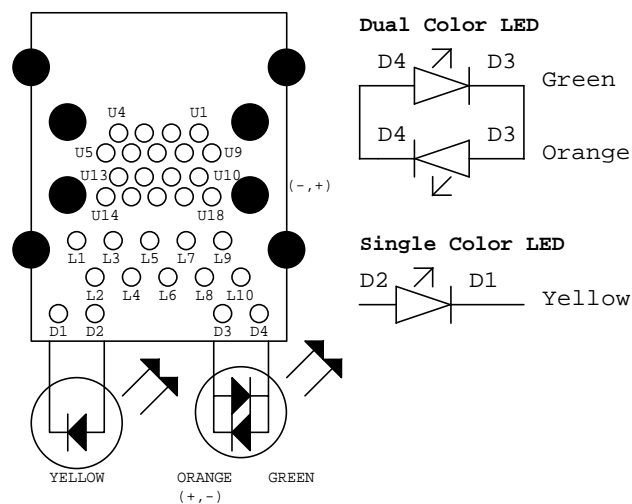 Dual Color LED
D4 D3 Green
D4 D3 Orange
U4 U1
U5 U9
U13 U10
(-,+)
U14 U18
L1 L3 L5 L7 L9
L2 L4 L6 L8 L10
D1 D2 D3 D4
Single Color LED
D2 D1 Yellow
YELLOW ORANGE GREEN
(+,-)